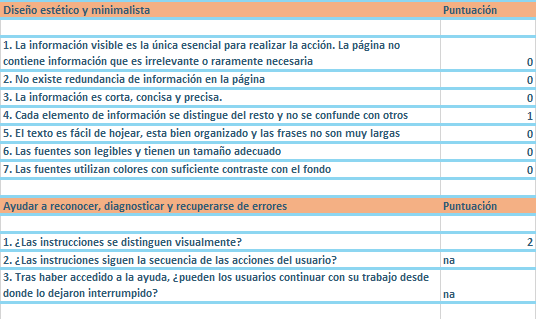 Diseño estético y minimalista Puntuación
1. La información visible es la única esencial para realizar la acción. La página no
contiene información que es irrelevante o raramente necesaria 0
2. No existe redundancia de información en la página 0
3. La información es corta, concisa y precisa. 0
4. Cada elemento de información se distingue del resto y no se confunde con otros 1
5. El texto es fácil de hojear, esta bien organizado y las frases no son muy largas 0
6. Las fuentes son legibles y tienen un tamaño adecuado 0
7. Las fuentes utilizan colores con suficiente contraste con el fondo 0
Ayudar a reconocer, diagnosticar y recuperarse de errores Puntuación
1. ¿Las instrucciones se distinguen visualmente? 2
2. ¿Las instruciones siguen la secuencia de las acciones del usuario? na
3. Tras haber accedido a la ayuda, ¿pueden los usuarios continuar con su trabajo desde
donde lo dejaron interrumpido? na